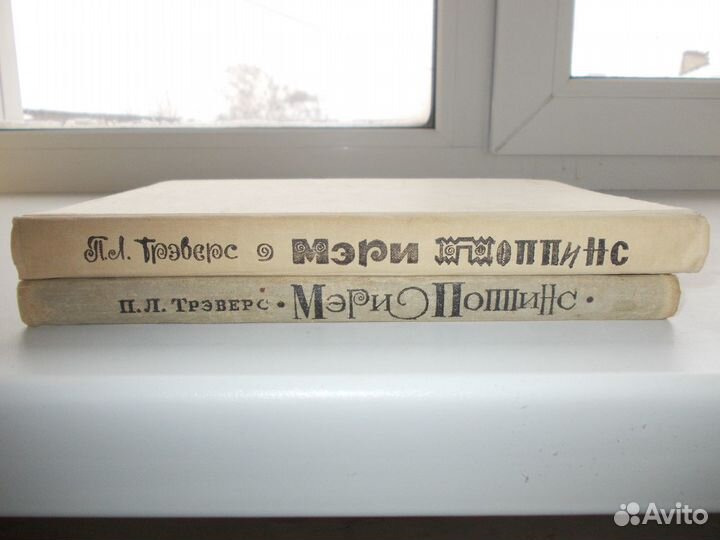 П.Л. Трэверс Мэри Поппинс
П.Л. Трэверс · Мэри Поппинс ·
Avito